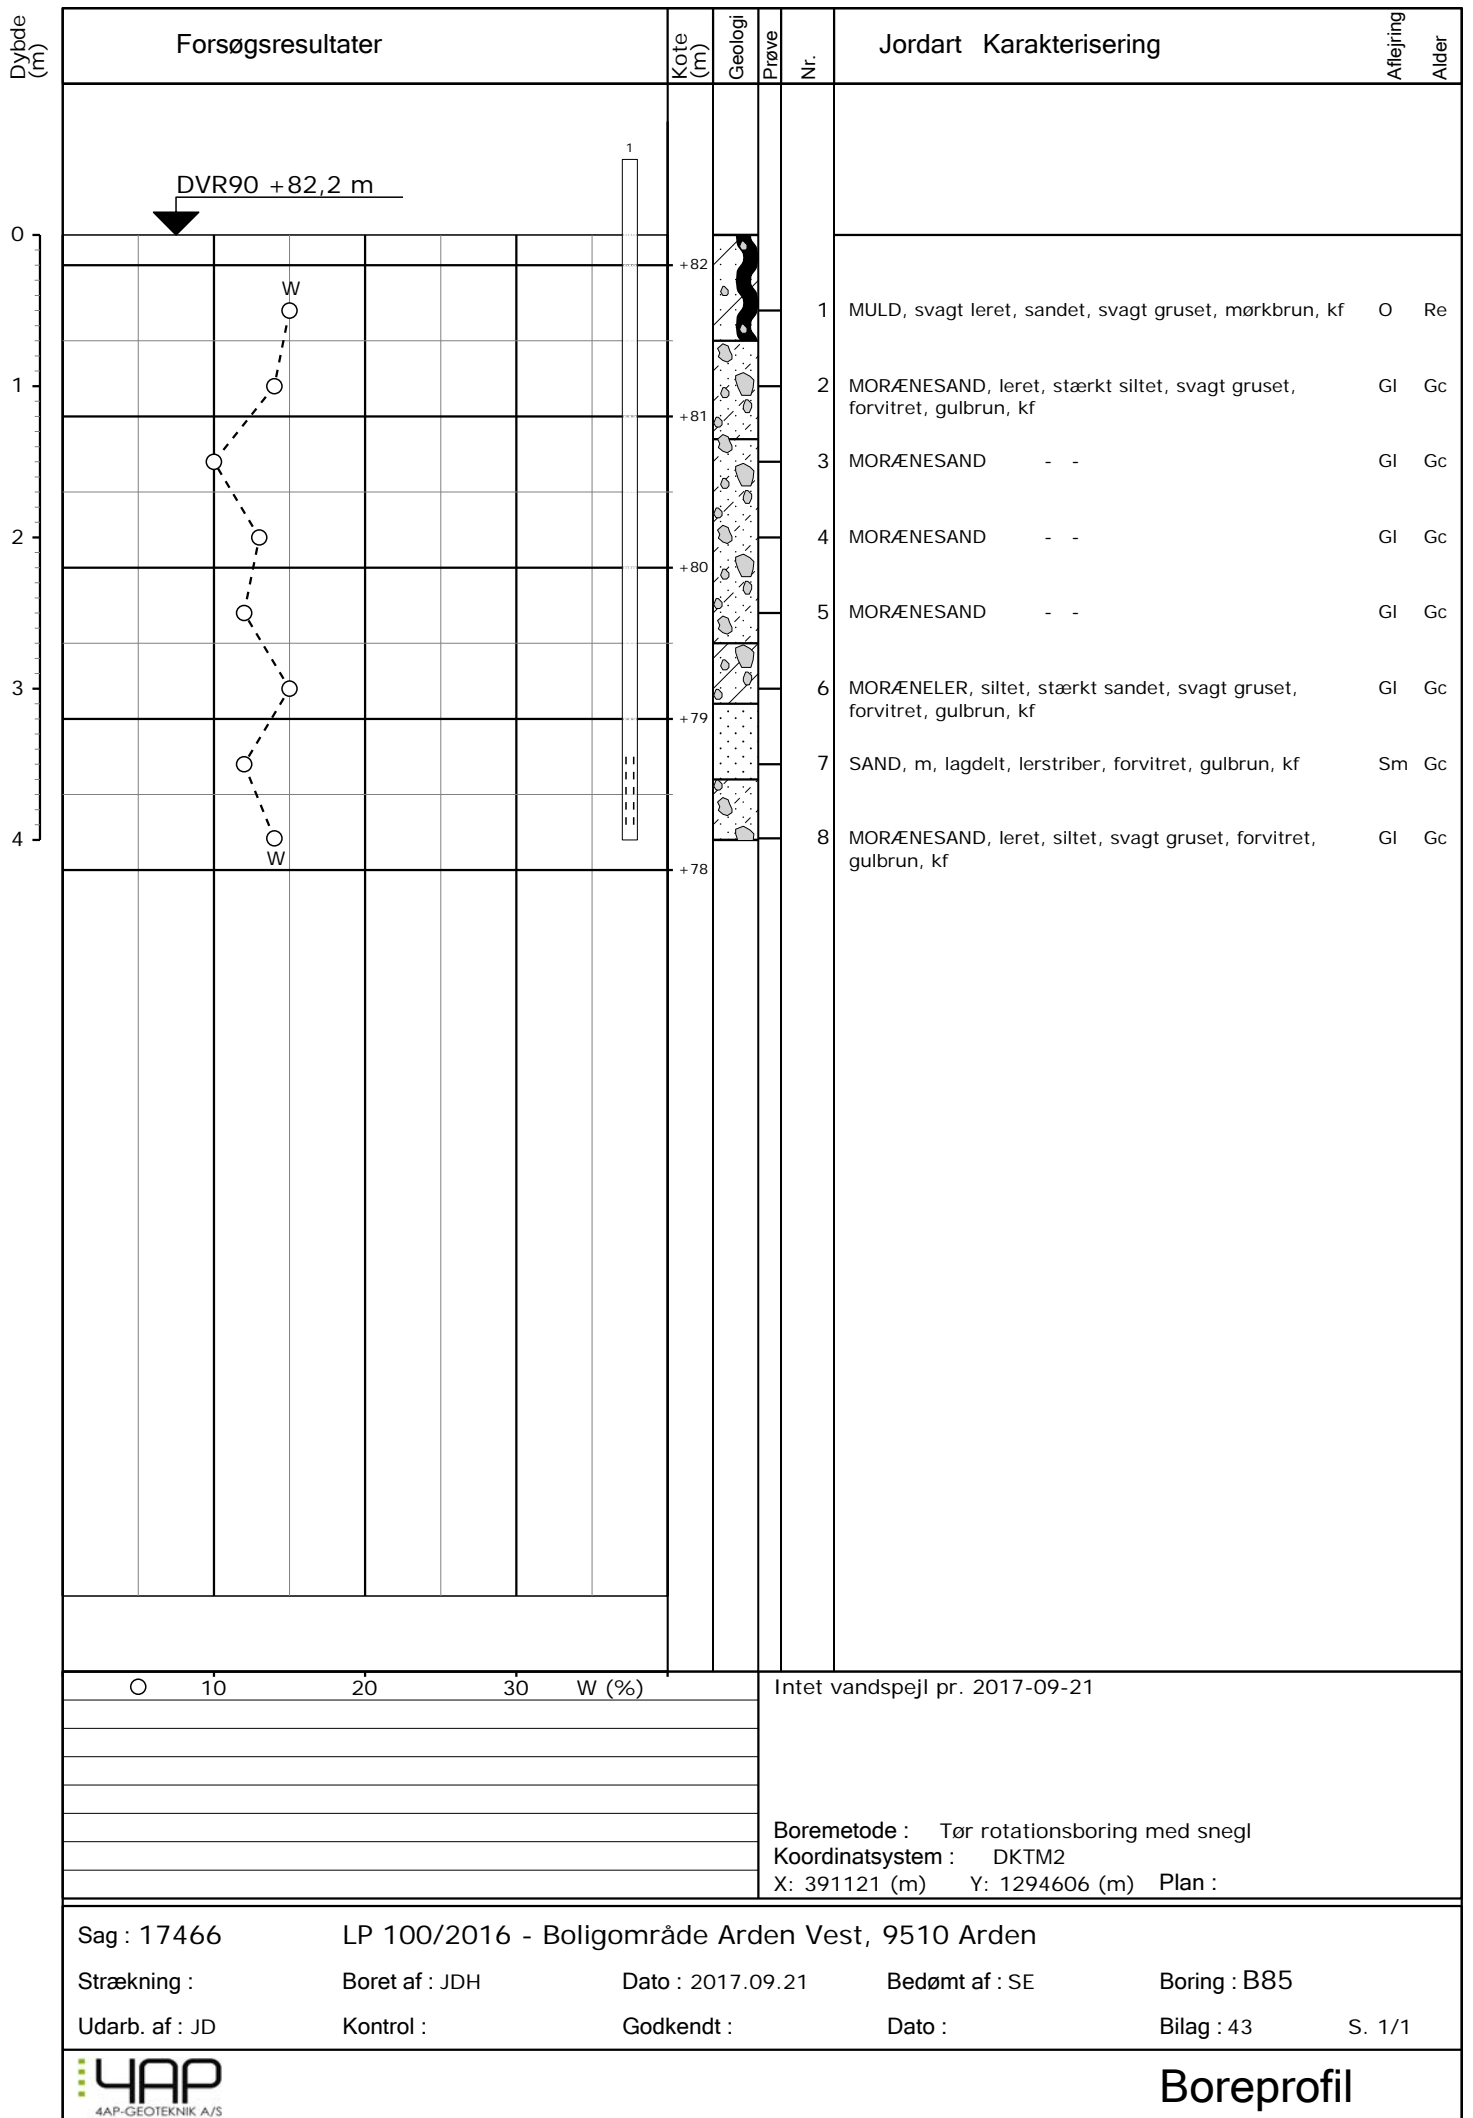 Dybde
(m)
Forsøgsresultater
Kote
(m)
Geologi
Prøve
Nr.
Jordart Karakterisering
Aflejring
Alder
1
DVR90 +82,2 m
0
+82
W
1 MULD, svagt leret, sandet, svagt gruset, mørkbrun, kf O Re
1
2 MORÆNESAND, leret, stærkt siltet, svagt gruset, Gl Gc
forvitret, gulbrun, kf
+81
3 MORÆNESAND - - Gl Gc
2
4 MORÆNESAND - - Gl Gc
+80
5 MORÆNESAND - - Gl Gc
3
6 MORÆNELER, siltet, stærkt sandet, svagt gruset, Gl Gc
forvitret, gulbrun, kf
+79
7 SAND, m, lagdelt, lerstriber, forvitret, gulbrun, kf Sm Gc
4
8 MORÆNESAND, leret, siltet, svagt gruset, forvitret, Gl Gc
gulbrun, kf
W
+78
10 20 30 W (%)
Intet vandspejl pr. 2017-09-21
Boremetode : Tør rotationsboring med snegl
Koordinatsystem : DKTM2
X: 391121 (m) Y: 1294606 (m) Plan :
Sag : 17466 LP 100/2016 - Boligområde Arden Vest, 9510 Arden
Strækning : Boret af : JDH Dato : 2017.09.21 Bedømt af : SE Boring : B85
Udarb. af : JD Kontrol : Godkendt : Dato : Bilag : 43 S. 1/1
4AP
4AP-GEOTEKNIK A/S
Boreprofil